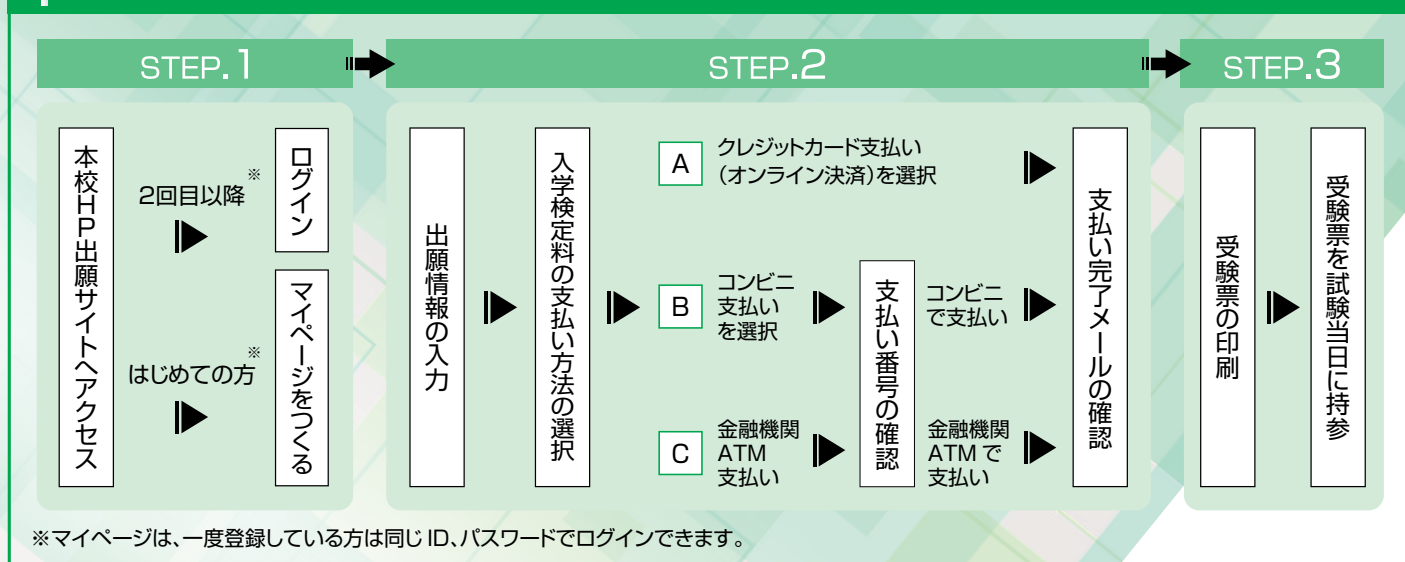 STEP.1
STEP.2
STEP.3
本校HP出願サイトへアクセス
2回目以降※
ログイン
はじめての方※
マイページをつくる
出願情報の入力
入学検定料の支払い方法の選択
A
クレジットカード支払い
(オンライン決済)を選択
B
コンビニ
支払い
を選択
C
金融機関
ATM
支払い
支払い番号の確認
コンビニ
で支払い
金融機関
ATMで
支払い
支払い完了メールの確認
受験票の印刷
受験票を試験当日に持参
※マイページは、一度登録している方は同じID、パスワードでログインできます。